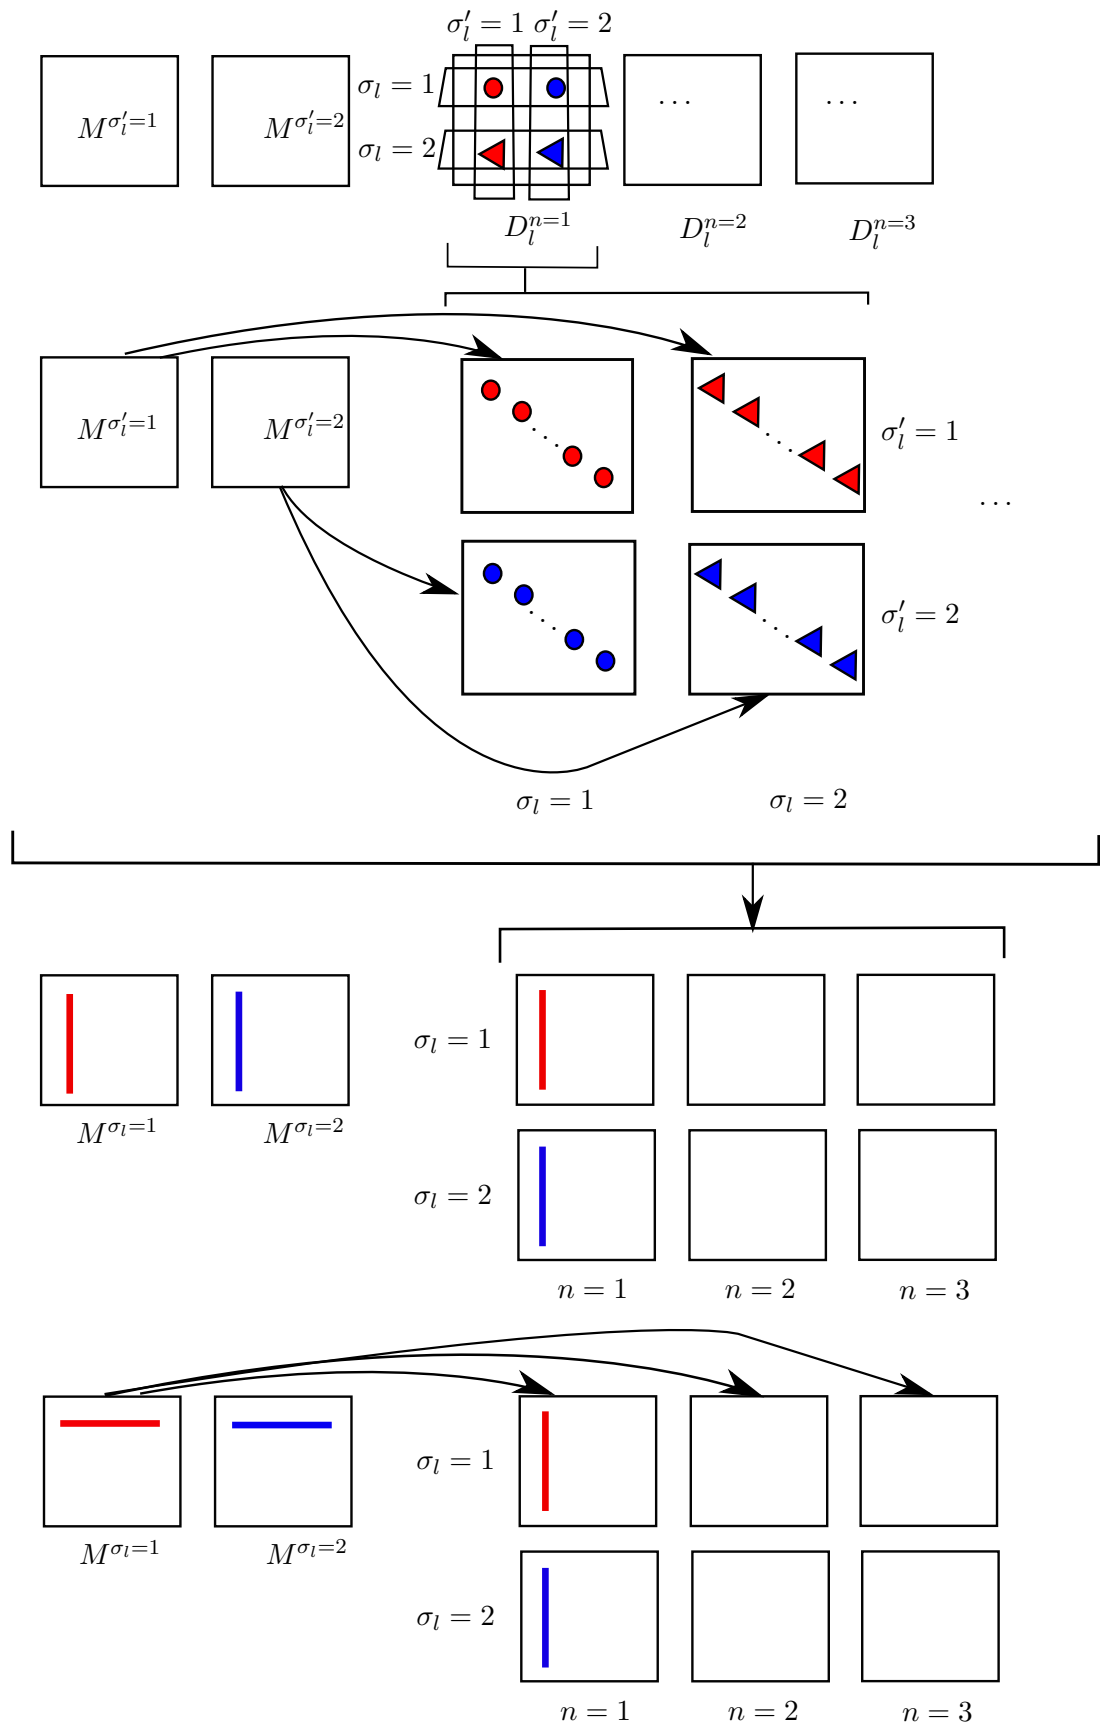 σ′_l = 1 σ′_l = 2
σ_l = 1
M^{σ′_l=1} M^{σ′_l=2} ... ...
σ_l = 2
D_l^{n=1} D_l^{n=2} D_l^{n=3}
M^{σ′_l=1} M^{σ′_l=2} σ′_l = 1
...
σ′_l = 2
σ_l = 1 σ_l = 2
σ_l = 1
M^{σ_l=1} M^{σ_l=2}
σ_l = 2
n = 1 n = 2 n = 3
σ_l = 1
M^{σ_l=1} M^{σ_l=2}
σ_l = 2
n = 1 n = 2 n = 3